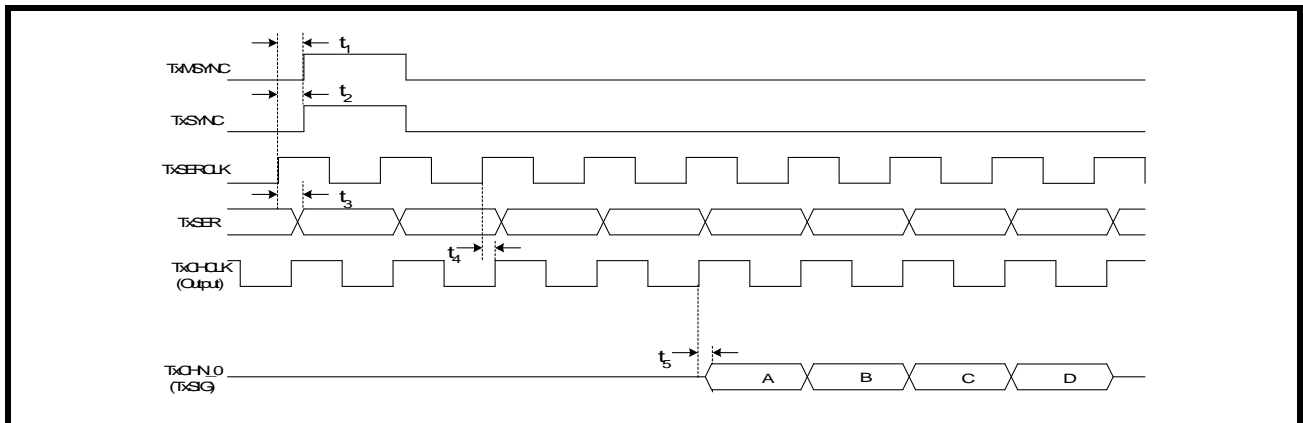 t1
TxMSYNC
t2
TxSYNC
TxSERCLK
t3
TxSER
t4
TxCHCLK
(Output)
t5
TxCHN_0
(TxSIG)
A B C D